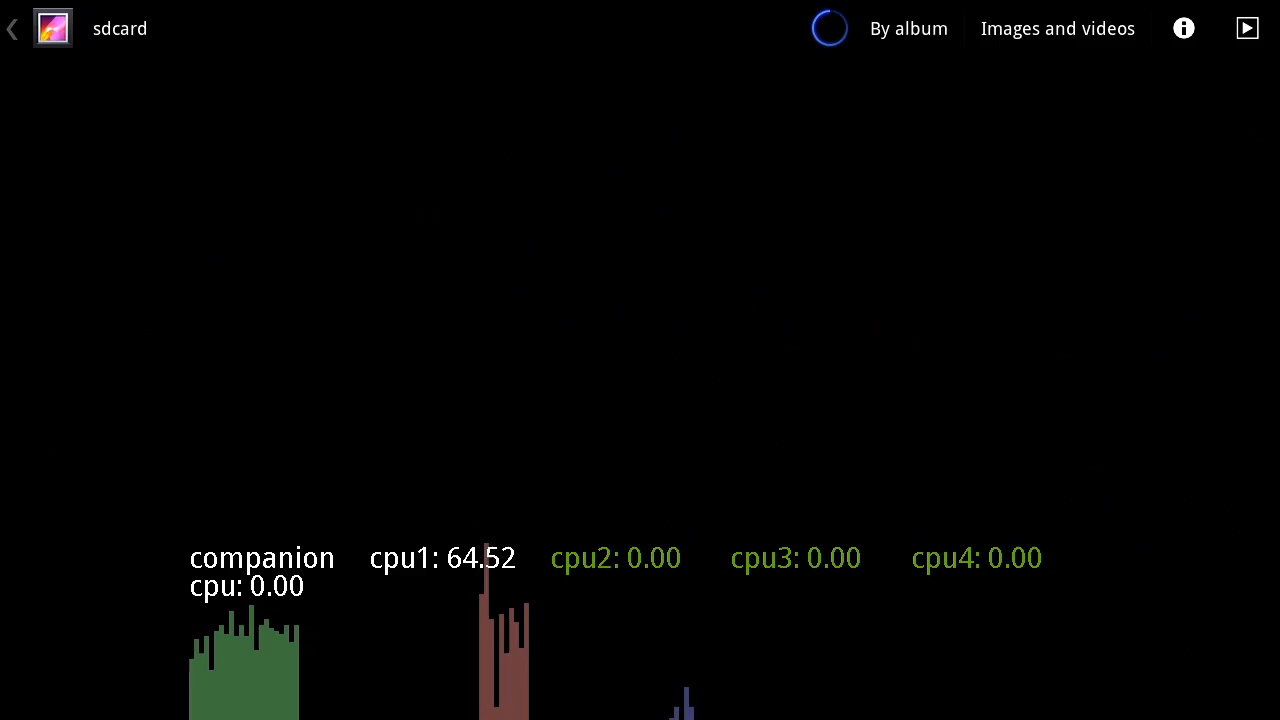 sdcard
By album
Images and videos
companion cpu: 0.00
cpu1: 64.52
cpu2: 0.00
cpu3: 0.00
cpu4: 0.00